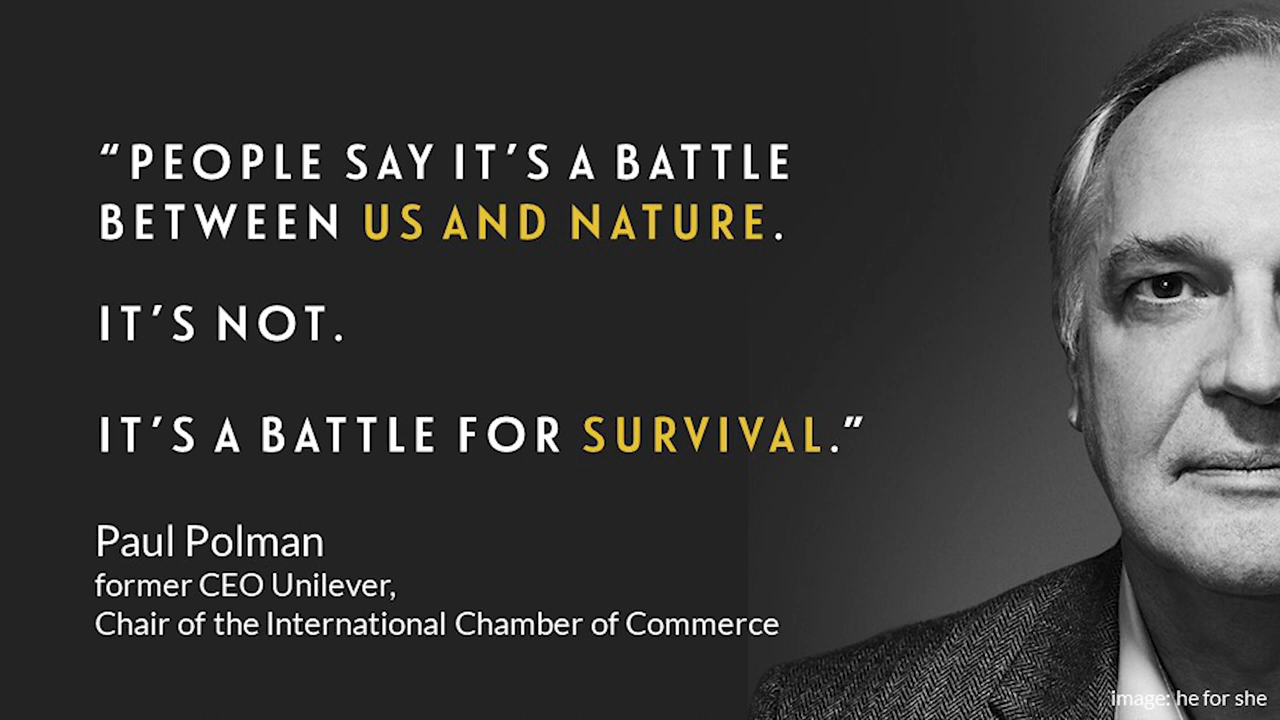 “PEOPLE SAY IT’S A BATTLE
BETWEEN US AND NATURE.
IT’S NOT.
IT’S A BATTLE FOR SURVIVAL.”
Paul Polman
former CEO Unilever,
Chair of the International Chamber of Commerce
image: he for she